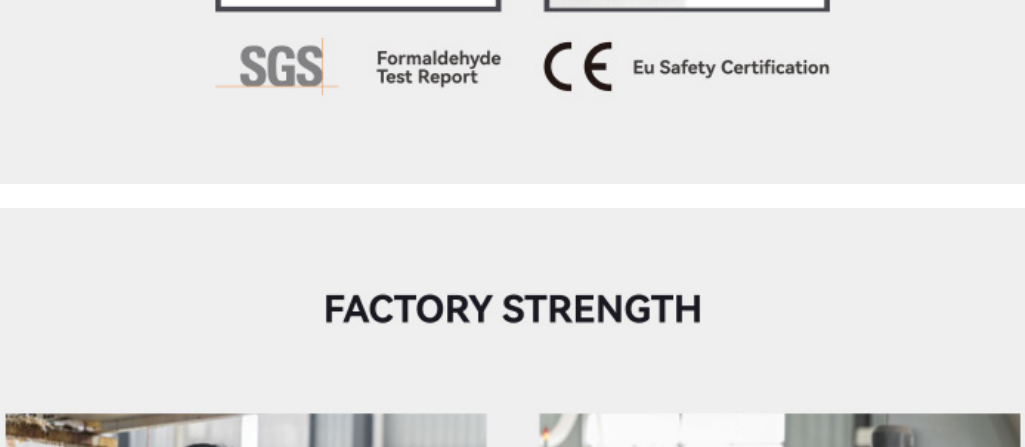 SGS
Formaldehyde
Test Report
CE
Eu Safety Certification
FACTORY STRENGTH